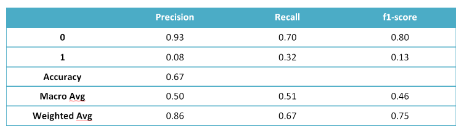 Precision Recall f1-score
0 0.93 0.70 0.80
1 0.08 0.32 0.13
Accuracy 0.67
Macro Avg 0.50 0.51 0.46
Weighted Avg 0.86 0.67 0.75